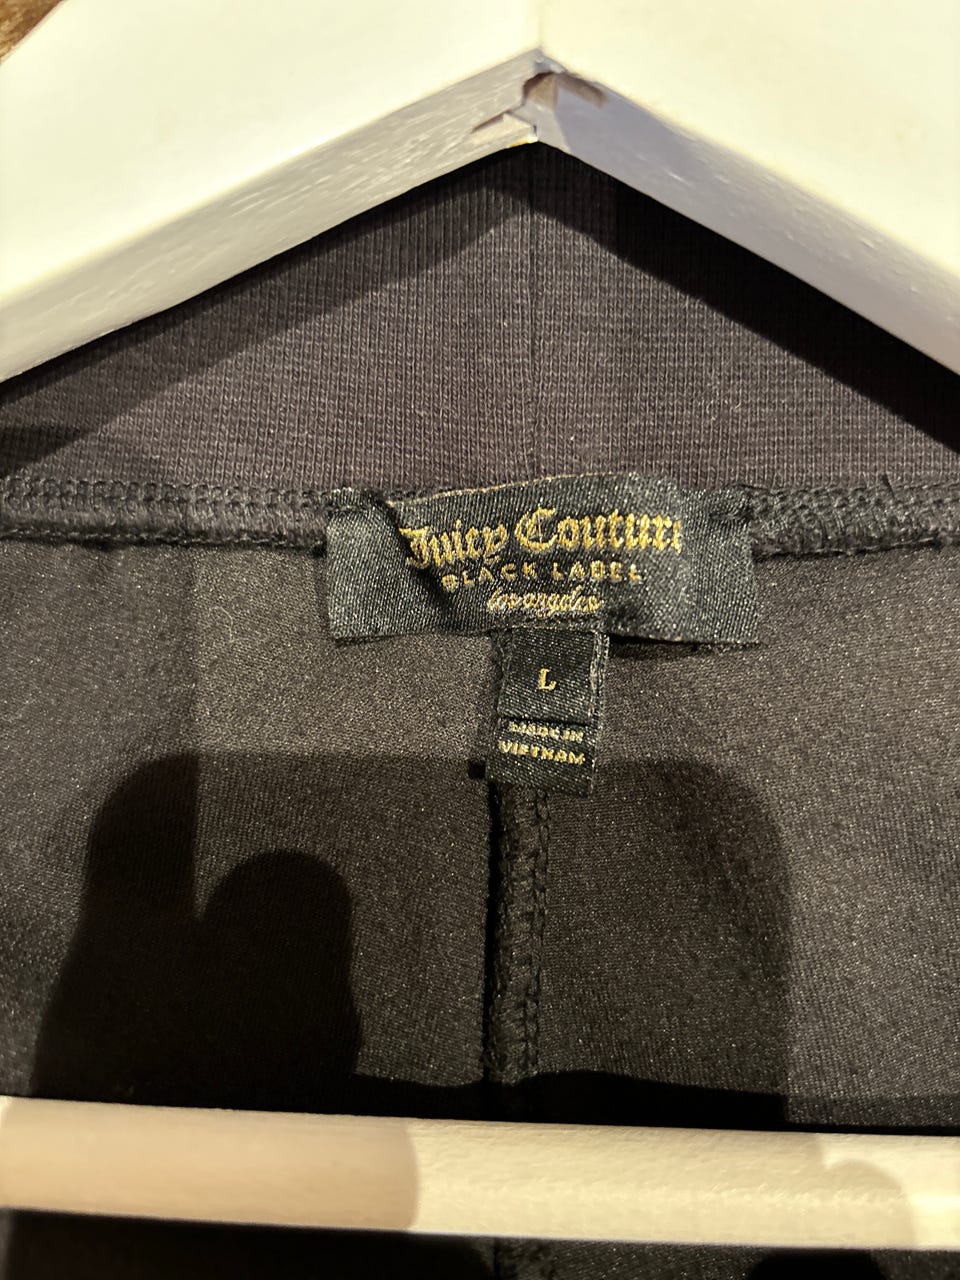 Juicy Couture
BLACK LABEL
los angeles
L
MADE IN
VIETNAM